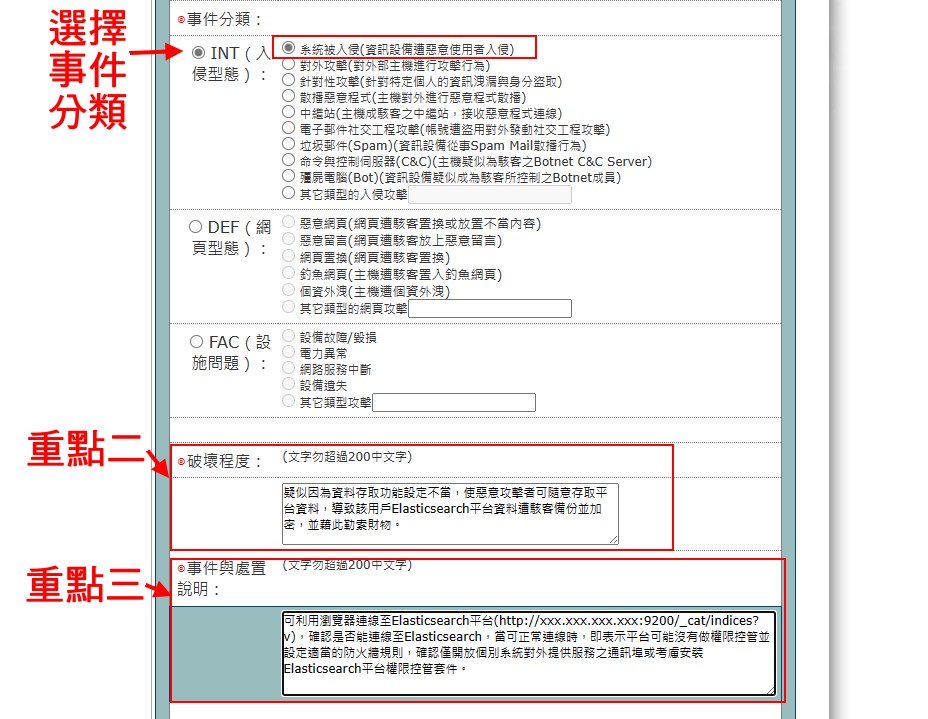 選擇
事件
分類
◎事件分類：
INT（入
侵型態）：
系統被入侵(資訊設備遭惡意使用者入侵)
對外攻擊(對外部主機進行攻擊行為)
針對性攻擊(針對特定個人的資訊洩漏與身分盜取)
散播惡意程式(主機對外進行惡意程式散播)
中繼站(主機成駭客之中繼站，接收惡意程式連線)
電子郵件社交工程攻擊(帳號遭盜用對外發動社交工程攻擊)
垃圾郵件(Spam)(資訊設備從事Spam Mail散播行為)
命令與控制伺服器(C&C)(主機疑似為駭客之Botnet C&C Server)
殭屍電腦(Bot)(資訊設備疑似成為駭客所控制之Botnet成員)
其它類型的入侵攻擊
DEF（網
頁型態）：
惡意網頁(網頁遭駭客置換或放置不當內容)
惡意留言(網頁遭駭客放上惡意留言)
網頁置換(網頁遭駭客置換)
釣魚網頁(主機遭駭客置入釣魚網頁)
個資外洩(主機遭個資外洩)
其它類型的網頁攻擊
FAC（設
施問題）：
設備故障/毀損
電力異常
網路服務中斷
設備遺失
其它類型攻擊
重點二
◎破壞程度：
(文字勿超過200中文字)
疑似因為資料存取功能設定不當，使惡意攻擊者可隨意存取平
台資料，導致該用戶Elasticsearch平台資料遭駭客備份並加
密，並藉此勒索財物。
重點三
◎事件與處置
說明：
(文字勿超過200中文字)
可利用瀏覽器連線至Elasticsearch平台(http://xxx.xxx.xxx.xxx:9200/_cat/indices?
v)，確認是否能連線至Elasticsearch，當可正常連線時，即表示平台可能沒有做權限控管並
設定適當的防火牆規則，確認僅開放個別系統對外提供服務之通訊埠或考慮安裝
Elasticsearch平台權限控管套件。